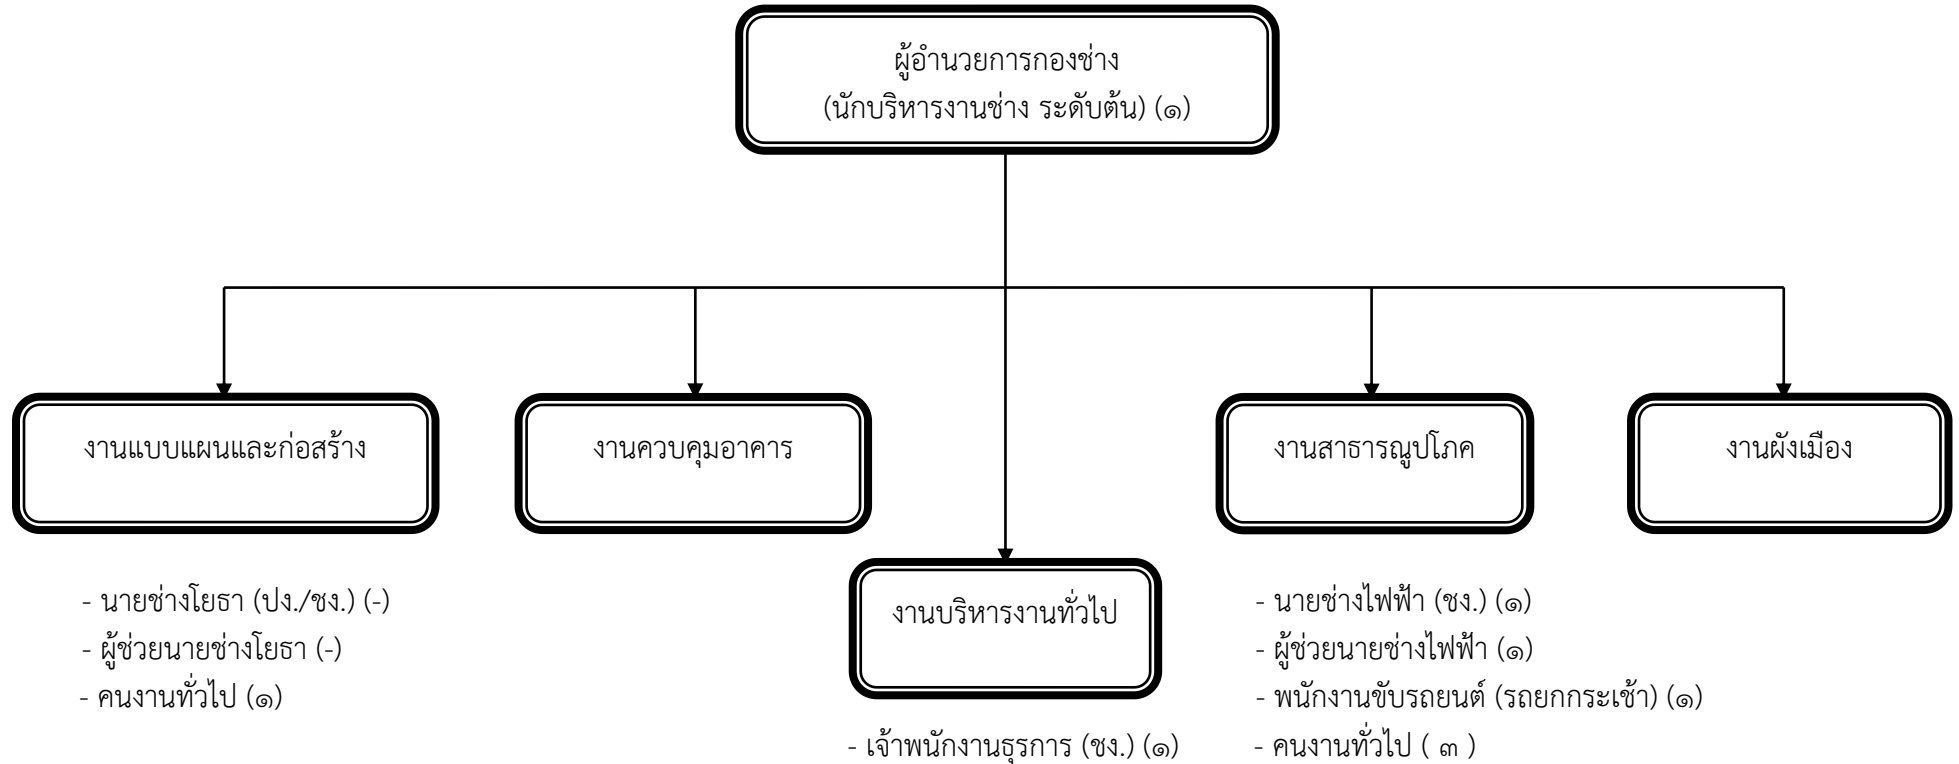 ผู้อำนวยการกองช่าง
(นักบริหารงานช่าง ระดับต้น) (๑)
งานแบบแผนและก่อสร้าง
งานควบคุมอาคาร
งานสาธารณูปโภค
งานผังเมือง
- นายช่างโยธา (ปง./ชง.) (-)
- ผู้ช่วยนายช่างโยธา (-)
- คนงานทั่วไป (๑)
งานบริหารงานทั่วไป
- เจ้าพนักงานธุรการ (ชง.) (๑)
- นายช่างไฟฟ้า (ชง.) (๑)
- ผู้ช่วยนายช่างไฟฟ้า (๑)
- พนักงานขับรถยนต์ (รถยกกระเช้า) (๑)
- คนงานทั่วไป ( ๓ )